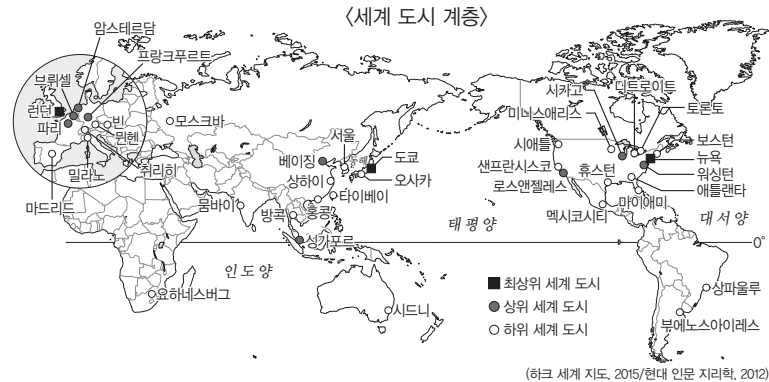 〈세계 도시 계층〉
암스테르담
프랑크푸르트
브뤼셀
런던
파리
빈
뮌헨
모스크바
밀라노
취리히
마드리드
서울
동해
베이징
도쿄
상하이
오사카
타이베이
뭄바이
방콕
홍콩
싱가포르
인도양
요하네스버그
시드니
태평양
시카고
디트로이트
미니애폴리스
토론토
시애틀
보스턴
뉴욕
샌프란시스코
휴스턴
워싱턴
로스앤젤레스
애틀랜타
마이애미
멕시코시티
대서양
0°
상파울루
부에노스아이레스
■ 최상위 세계 도시
● 상위 세계 도시
○ 하위 세계 도시
(하크 세계 지도, 2015/현대 인문 지리학, 2012)